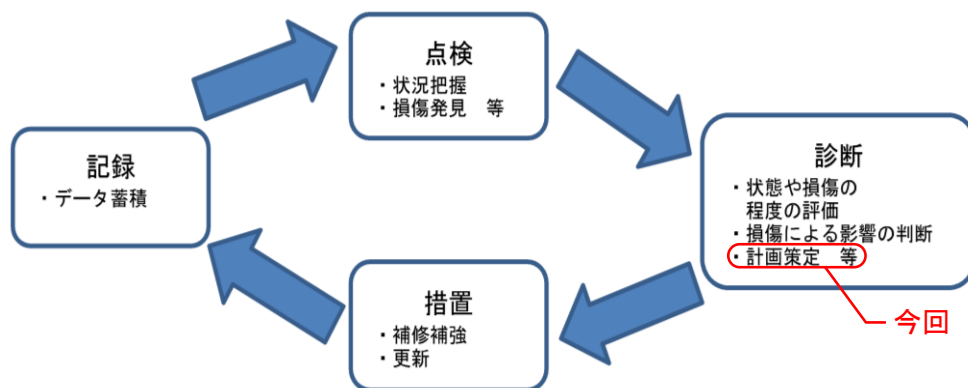 点検
・状況把握
・損傷発見　等
診断
・状態や損傷の
程度の評価
・損傷による影響の判断
・計画策定　等
今回
措置
・補修補強
・更新
記録
・データ蓄積